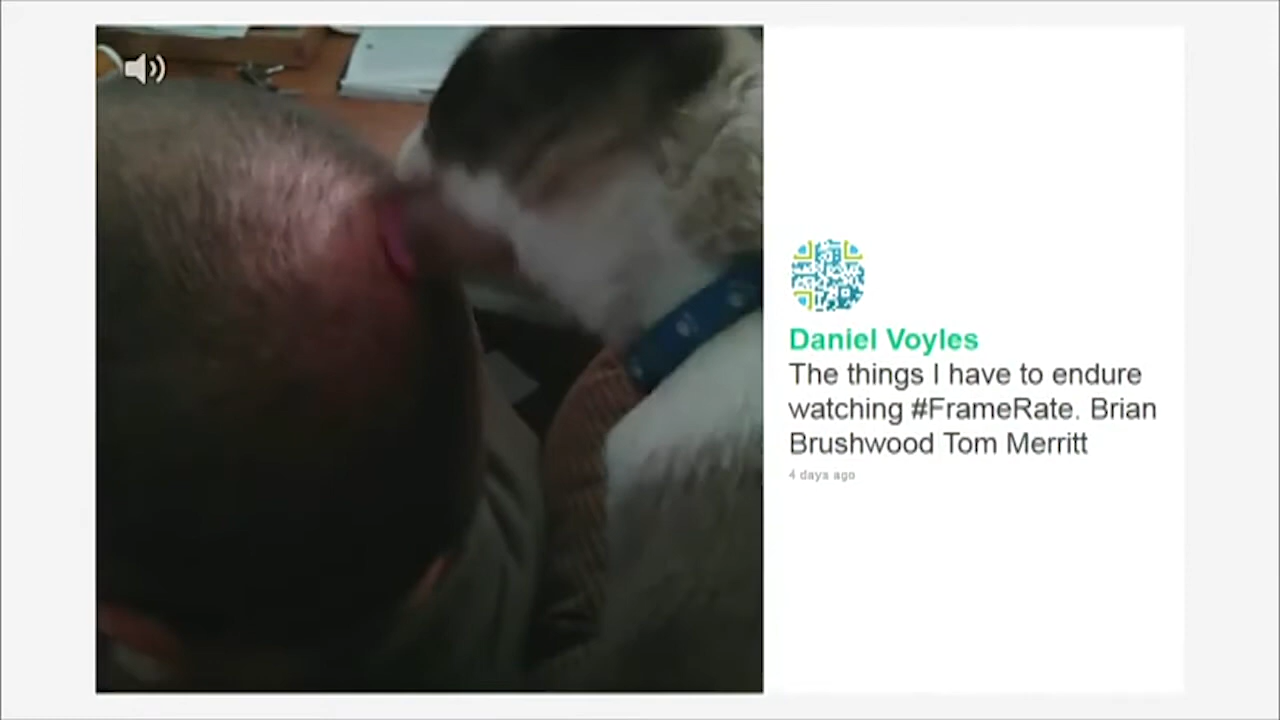 Daniel Voyles
The things I have to endure
watching #FrameRate. Brian
Brushwood Tom Merritt
4 days ago